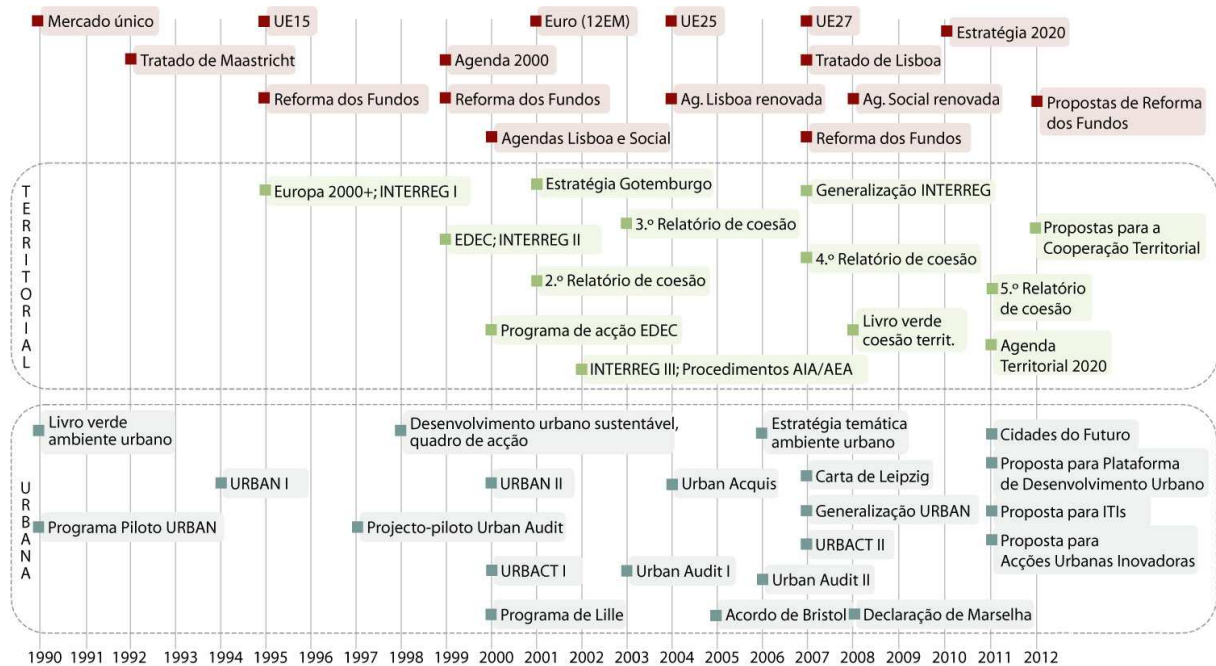 Mercado único
UE15
Euro (12EM)
UE25
UE27
Estratégia 2020
Tratado de Maastricht
Agenda 2000
Tratado de Lisboa
Reforma dos Fundos
Reforma dos Fundos
Ag. Lisboa renovada
Ag. Social renovada
Propostas de Reforma
dos Fundos
Agendas Lisboa e Social
Reforma dos Fundos
TERRITORIAL
Europa 2000+; INTERREG I
Estratégia Gotemburgo
Generalização INTERREG
3.º Relatório de coesão
Propostas para a
Cooperação Territorial
EDEC; INTERREG II
4.º Relatório de coesão
2.º Relatório de coesão
5.º Relatório
de coesão
Programa de acção EDEC
Livro verde
coesão territ.
Agenda
Territorial 2020
INTERREG III; Procedimentos AIA/AEA
URBANA
Livro verde
ambiente urbano
Desenvolvimento urbano sustentável,
quadro de acção
Estratégia temática
ambiente urbano
Cidades do Futuro
URBAN I
URBAN II
Urban Acquis
Carta de Leipzig
Proposta para Plataforma
de Desenvolvimento Urbano
Programa Piloto URBAN
Projecto-piloto Urban Audit
Generalização URBAN
Proposta para ITIs
URBACT II
Proposta para
Acções Urbanas Inovadoras
URBACT I
Urban Audit I
Urban Audit II
Programa de Lille
Acordo de Bristol
Declaração de Marselha
1990 1991 1992 1993 1994 1995 1996 1997 1998 1999 2000 2001 2002 2003 2004 2005 2006 2007 2008 2009 2010 2011 2012